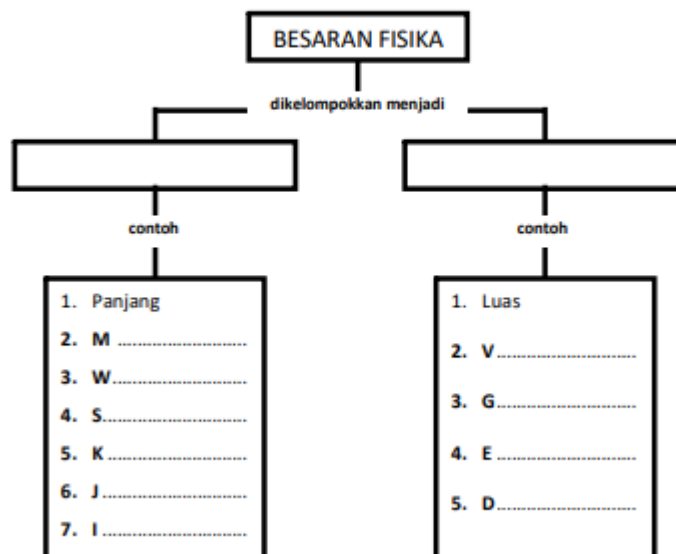 BESARAN FISIKA
dikelompokkan menjadi
contoh
1. Panjang
2. M ................................
3. W................................
4. S................................
5. K ................................
6. J ................................
7. I ................................
contoh
1. Luas
2. V................................
3. G ................................
4. E ................................
5. D................................